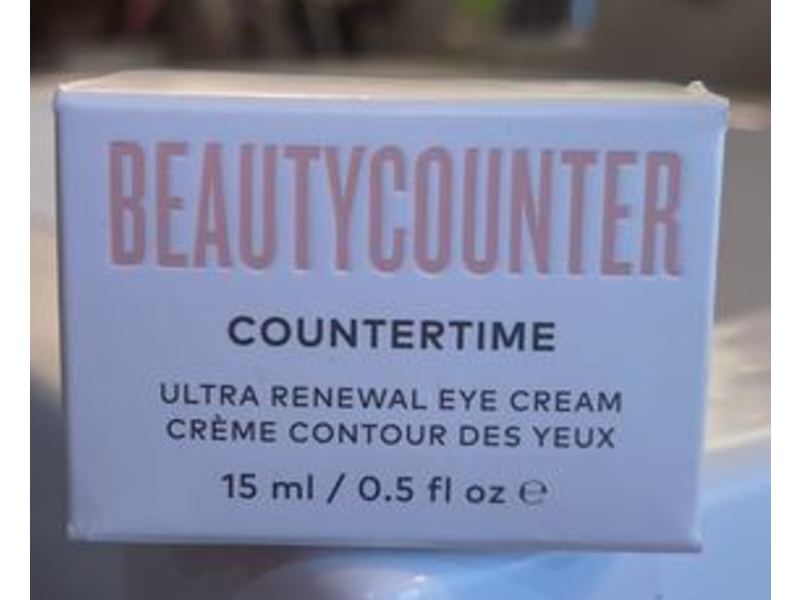 BEAUTYCOUNTER
COUNTERTIME
ULTRA RENEWAL EYE CREAM
CRÈME CONTOUR DES YEUX
15 ml / 0.5 fl oz ℮